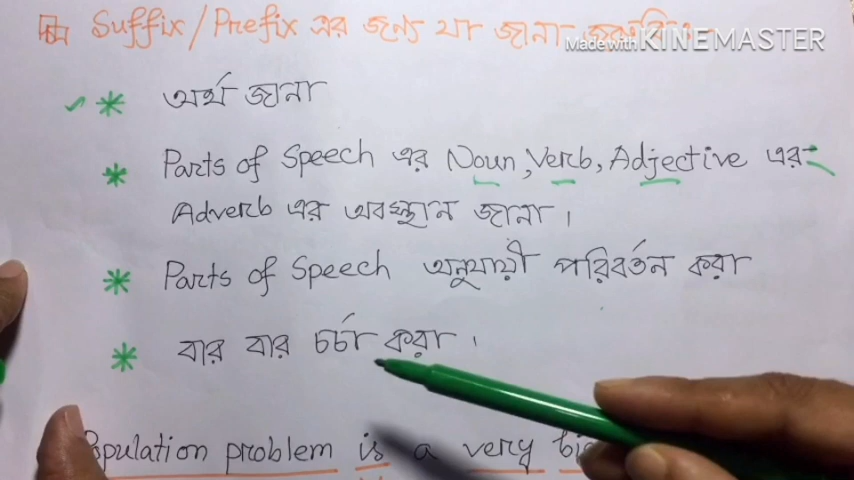 Suffix/Prefix এর জন্য যা জানা
Made with KINEMASTER
* অর্থ জানা
* Parts of Speech এর Noun, Verb, Adjective এর
Adverb এর অবস্থান জানা।
* Parts of Speech অনুযায়ী পরিবর্তন করা
* বার বার চর্চা করা।
population problem is a very